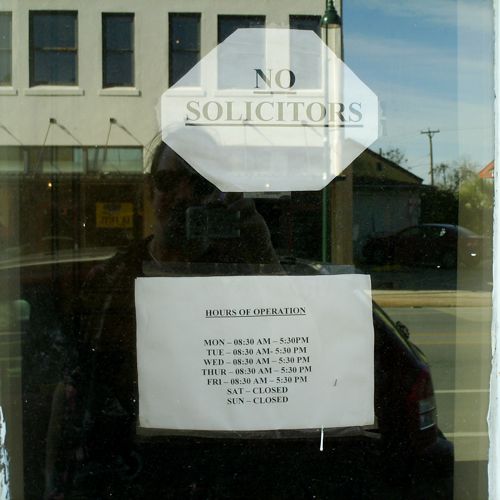 NO
SOLICITORS
HOURS OF OPERATION
MON – 08:30 AM – 5:30PM
TUE – 08:30 AM- 5:30 PM
WED – 08:30 AM – 5:30 PM
THUR – 08:30 AM – 5:30 PM
FRI – 08:30 AM – 5:30 PM
SAT – CLOSED
SUN – CLOSED